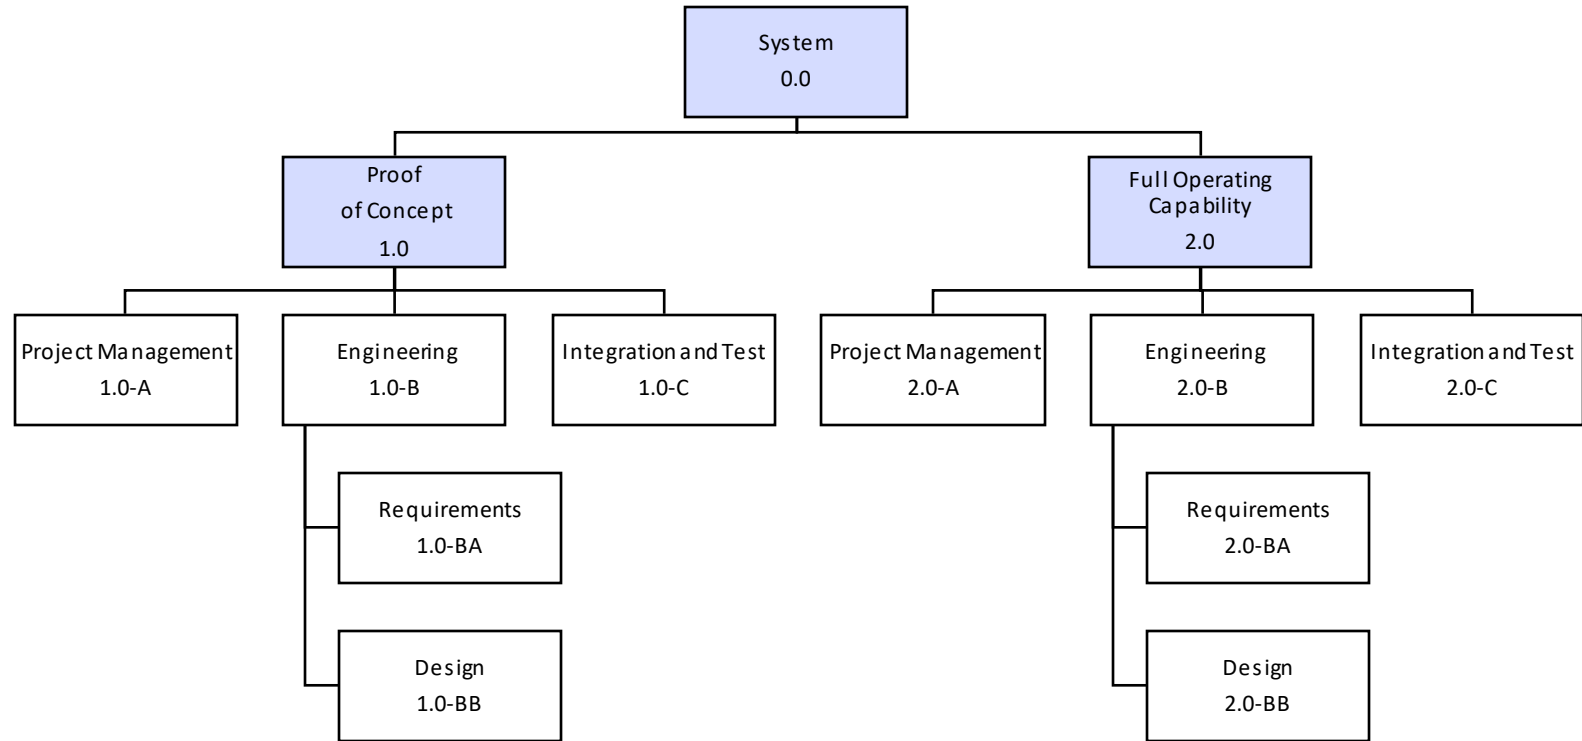 System
0.0
Proof
of Concept
1.0
Full Operating
Capability
2.0
Project Management
1.0-A
Engineering
1.0-B
Integration and Test
1.0-C
Project Management
2.0-A
Engineering
2.0-B
Integration and Test
2.0-C
Requirements
1.0-BA
Requirements
2.0-BA
Design
1.0-BB
Design
2.0-BB